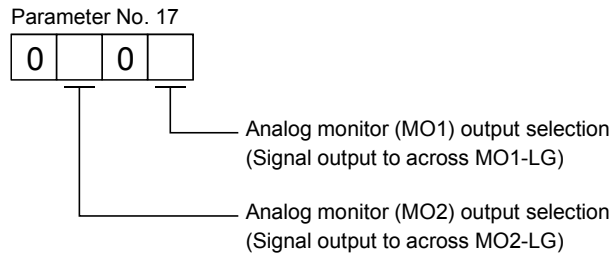 Parameter No. 17
0 0
Analog monitor (MO1) output selection
(Signal output to across MO1-LG)
Analog monitor (MO2) output selection
(Signal output to across MO2-LG)